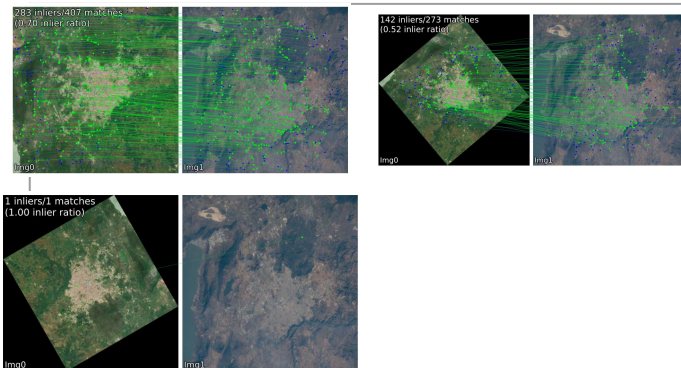 283 inliers/407 matches
(0.70 inlier ratio)
Img0
Img1
142 inliers/273 matches
(0.52 inlier ratio)
Img0
Img1
1 inliers/1 matches
(1.00 inlier ratio)
Img0
Img1